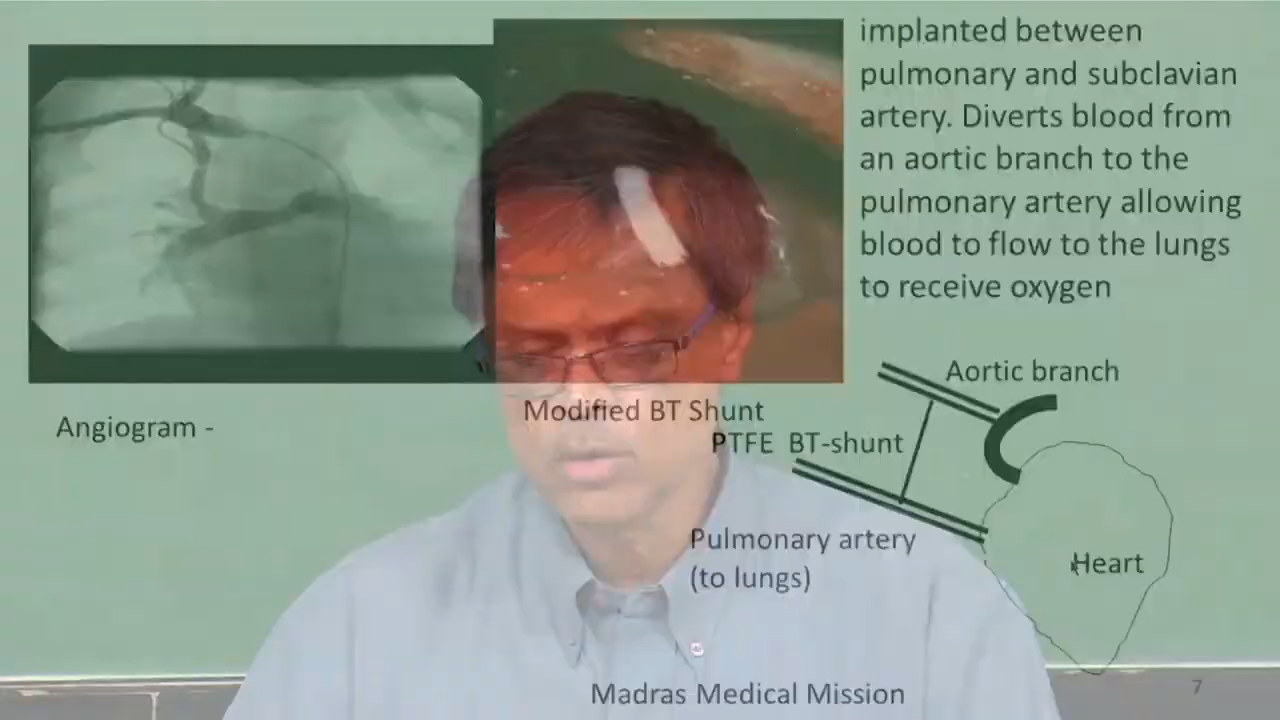 implanted between
pulmonary and subclavian
artery. Diverts blood from
an aortic branch to the
pulmonary artery allowing
blood to flow to the lungs
to receive oxygen
Aortic branch
Modified BT Shunt
Angiogram -
PTFE BT-shunt
Pulmonary artery
(to lungs)
Heart
Madras Medical Mission
7